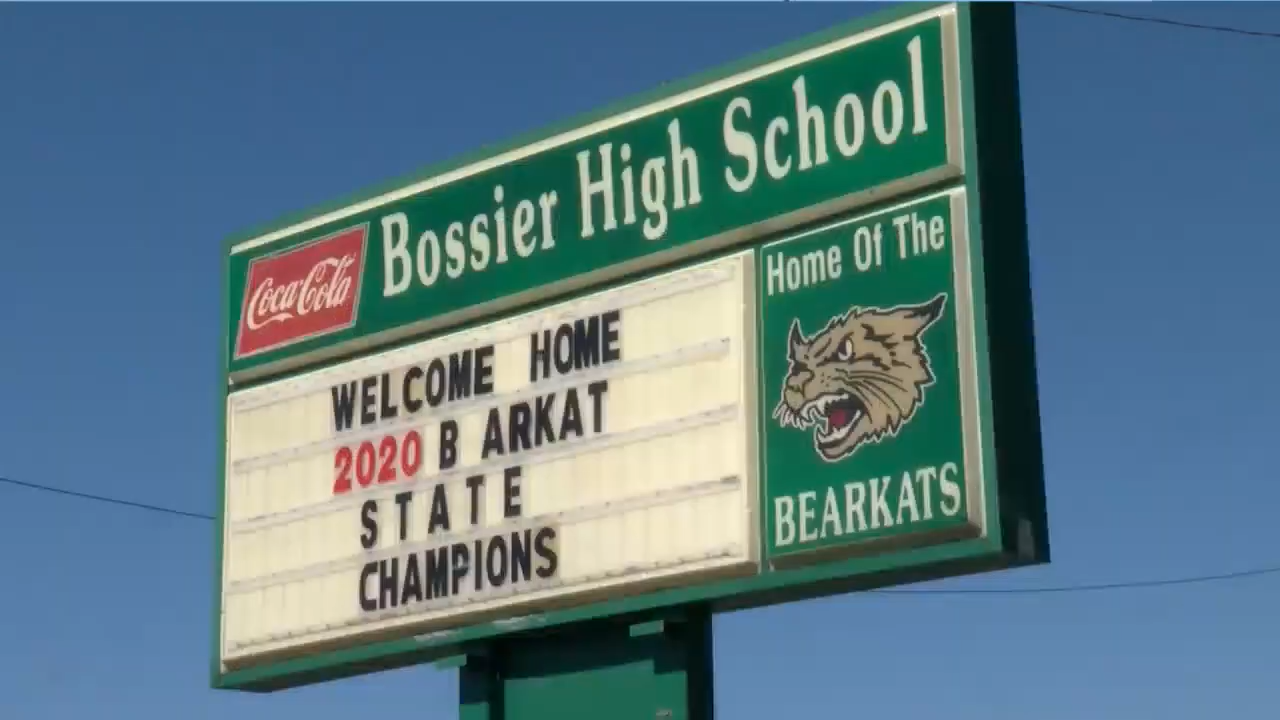 Coca-Cola
Bossier High School
WELCOME HOME
2020 B ARKAT
STATE
CHAMPIONS
Home Of The
BEARKATS